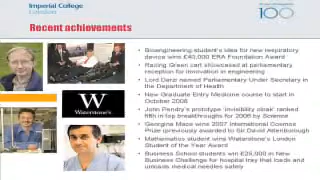 Imperial College
London
100
Recent achievements
• Bioengineering student's idea for new respiratory
device wins £40,000 ERA Foundation Award
• Racing Green cart showcased at parliamentary
reception for innovation in engineering
• Lord Darzi named Parliamentary Under Secretary in
the Department of Health
• New Graduate Entry Medicine course to start in
October 2008
• John Pendry's prototype 'invisibility cloak' ranked
fifth in top breakthroughs for 2006 by Science
• Georgina Mace wins 2007 International Cosmos
Prize (previously awarded to Sir David Attenborough)
• Mathematics student wins Waterstone's London
Student of the Year Award
• Business School students win £25,000 in New
Business Challenge for hospital tray that loads and
unloads medical needles safely
W
Waterstone's